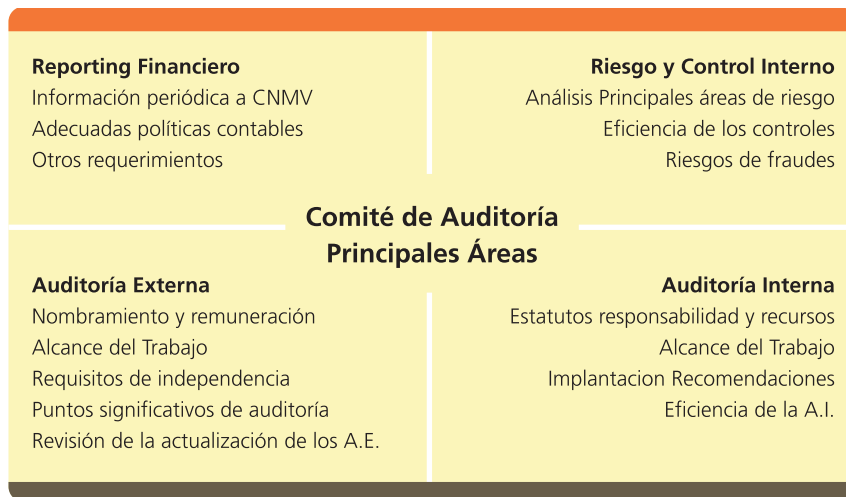 Reporting Financiero
Información periódica a CNMV
Adecuadas políticas contables
Otros requerimientos
Riesgo y Control Interno
Análisis Principales áreas de riesgo
Eficiencia de los controles
Riesgos de fraudes
Comité de Auditoría
Principales Áreas
Auditoría Externa
Nombramiento y remuneración
Alcance del Trabajo
Requisitos de independencia
Puntos significativos de auditoría
Revisión de la actualización de los A.E.
Auditoría Interna
Estatutos responsabilidad y recursos
Alcance del Trabajo
Implantacion Recomendaciones
Eficiencia de la A.I.